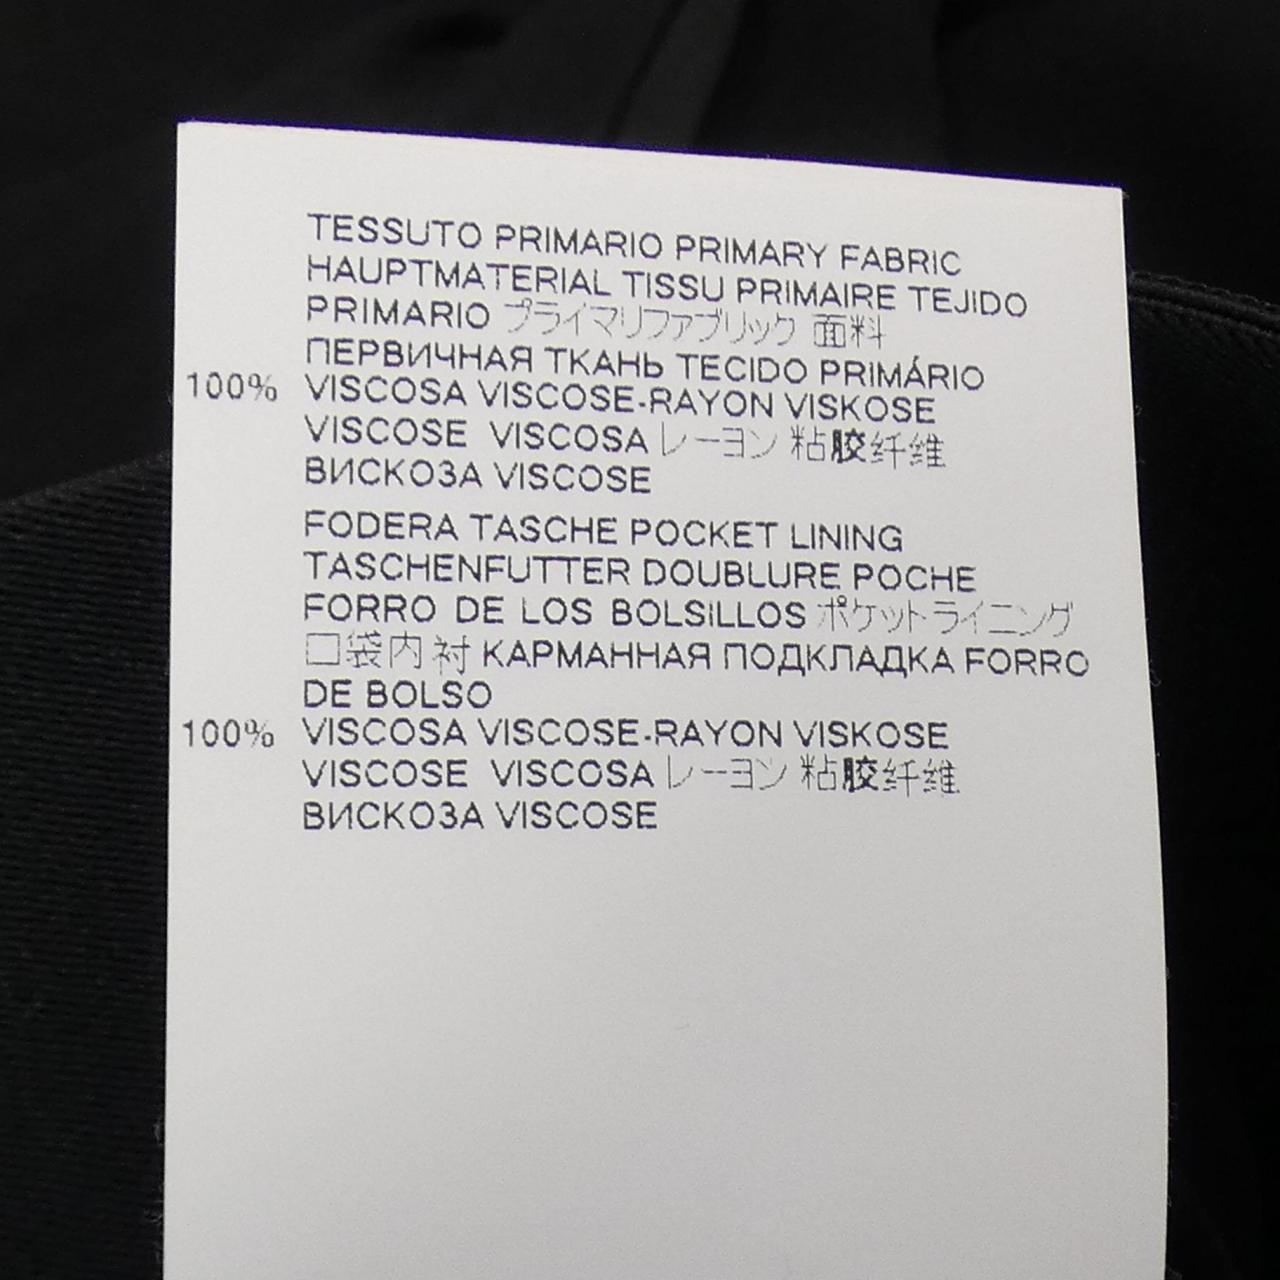 TESSUTO PRIMARIO PRIMARY FABRIC
HAUPTMATERIAL TISSU PRIMAIRE TEJIDO
PRIMARIO プライマリファブリック 面料
ПЕРВИЧНАЯ ТКАНЬ TECIDO PRIMÁRIO
100% VISCOSA VISCOSE-RAYON VISKOSE
VISCOSE VISCOSA レーヨン 粘胶纤维
ВИСКОЗА VISCOSE
FODERA TASCHE POCKET LINING
TASCHENFUTTER DOUBLURE POCHE
FORRO DE LOS BOLSILLOS ポケットライニング
口袋内衬 КАРМАННАЯ ПОДКЛАДКА FORRO
DE BOLSO
100% VISCOSA VISCOSE-RAYON VISKOSE
VISCOSE VISCOSA レーヨン 粘胶纤维
ВИСКОЗА VISCOSE